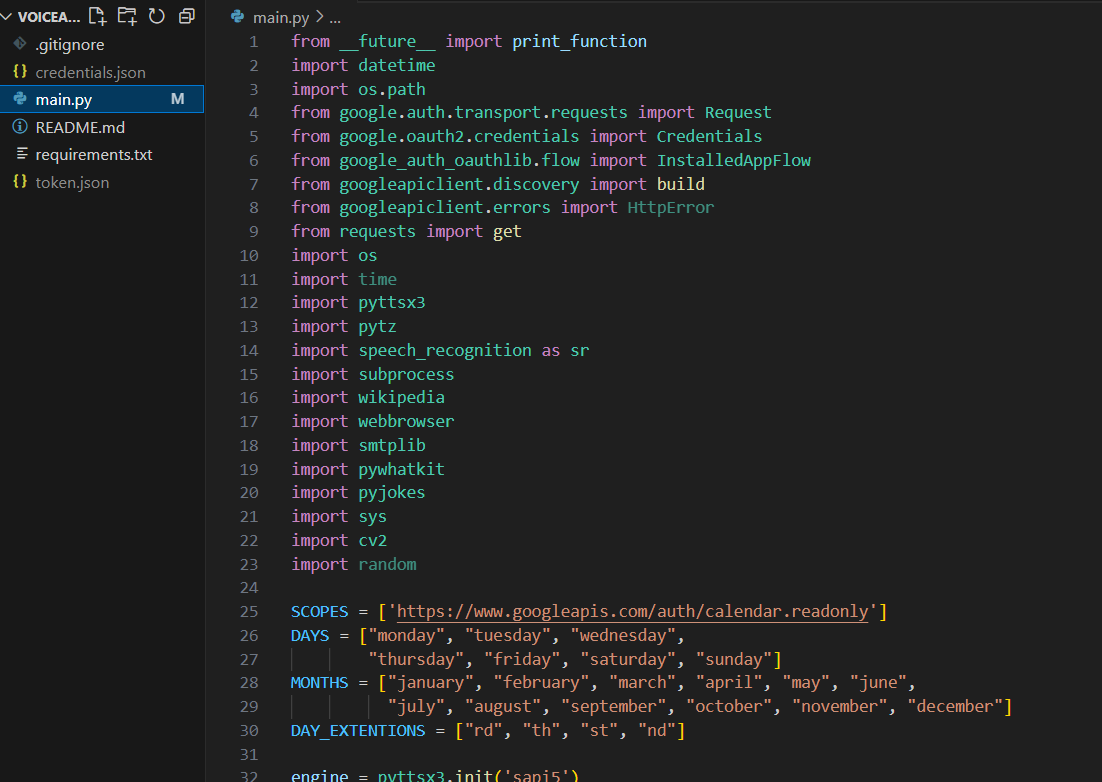 VOICEA...
.gitignore
{} credentials.json
main.py M
README.md
requirements.txt
{} token.json
main.py > ...
1 from __future__ import print_function
2 import datetime
3 import os.path
4 from google.auth.transport.requests import Request
5 from google.oauth2.credentials import Credentials
6 from google_auth_oauthlib.flow import InstalledAppFlow
7 from googleapiclient.discovery import build
8 from googleapiclient.errors import HttpError
9 from requests import get
10 import os
11 import time
12 import pyttsx3
13 import pytz
14 import speech_recognition as sr
15 import subprocess
16 import wikipedia
17 import webbrowser
18 import smtplib
19 import pywhatkit
20 import pyjokes
21 import sys
22 import cv2
23 import random
24
25 SCOPES = ['https://www.googleapis.com/auth/calendar.readonly']
26 DAYS = ["monday", "tuesday", "wednesday",
27 "thursday", "friday", "saturday", "sunday"]
28 MONTHS = ["january", "february", "march", "april", "may", "june",
29 "july", "august", "september", "october", "november", "december"]
30 DAY_EXTENTIONS = ["rd", "th", "st", "nd"]
31
32 engine = pyttsx3.init('sapi5')